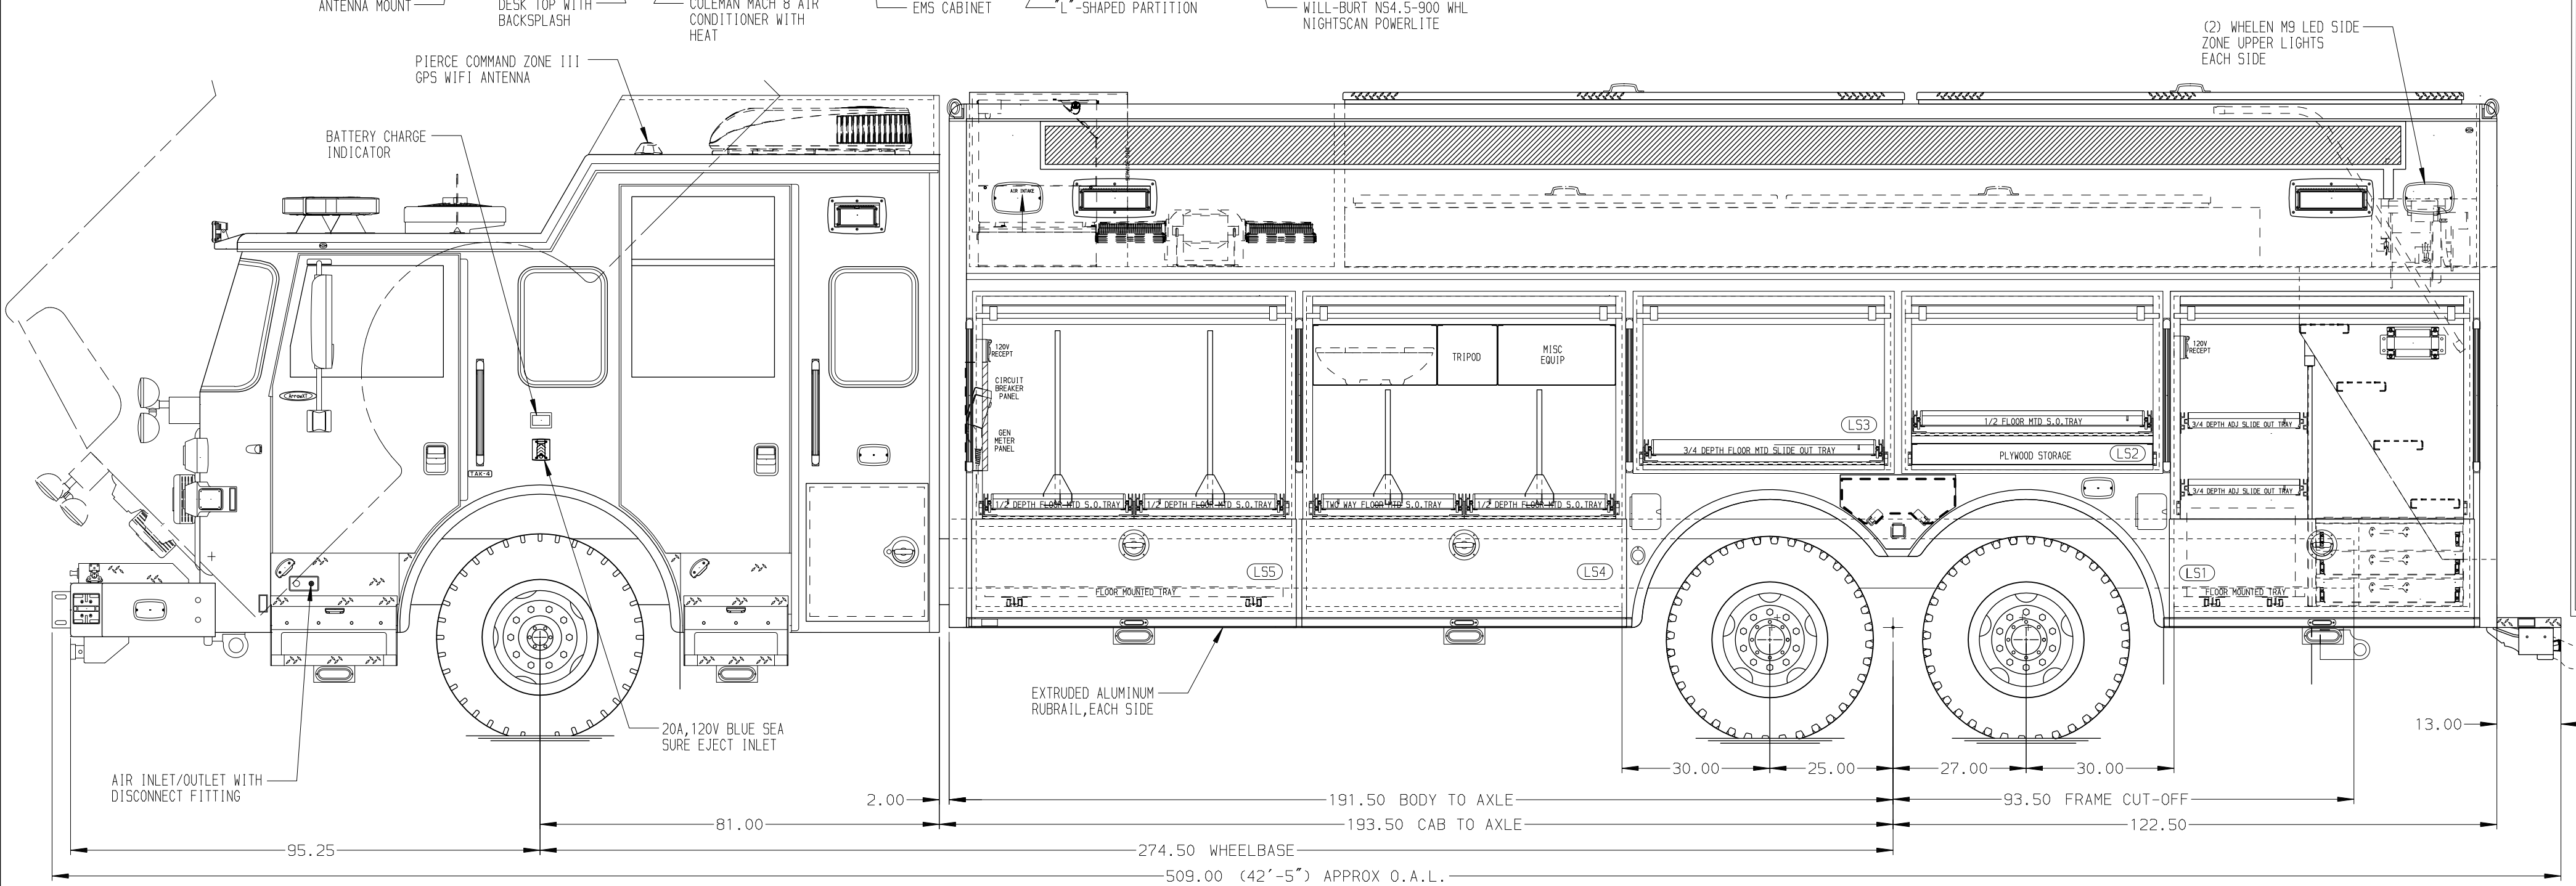 ANTENNA MOUNT
DESK TOP WITH
BACKSPLASH
COLEMAN MACH 8 AIR
CONDITIONER WITH
HEAT
EMS CABINET
"L"-SHAPED PARTITION
WILL-BURT NS4.5-900 WHL
NIGHTSCAN POWERLITE
(2) WHELEN M9 LED SIDE
ZONE UPPER LIGHTS
EACH SIDE
PIERCE COMMAND ZONE III
GPS WIFI ANTENNA
BATTERY CHARGE
INDICATOR
AIR INTAKE
120V
RECEPT
CIRCUIT
BREAKER
PANEL
GEN
METER
PANEL
TRIPOD
MISC
EQUIP
120V
RECEPT
ArrowXT
TAK-4
LS3
3/4 DEPTH FLOOR MTD SLIDE OUT TRAY
1/2 FLOOR MTD S.O.TRAY
PLYWOOD STORAGE
LS2
3/4 DEPTH ADJ SLIDE OUT TRAY
3/4 DEPTH ADJ SLIDE OUT TRAY
1/2 DEPTH FLOOR MTD S.O.TRAY
1/2 DEPTH FLOOR MTD S.O.TRAY
TWO WAY FLOOR MTD S.O.TRAY
1/2 DEPTH FLOOR MTD S.O.TRAY
LS5
LS4
LS1
FLOOR MOUNTED TRAY
FLOOR MOUNTED TRAY
EXTRUDED ALUMINUM
RUBRAIL,EACH SIDE
20A,120V BLUE SEA
SURE EJECT INLET
AIR INLET/OUTLET WITH
DISCONNECT FITTING
13.00
30.00
25.00
27.00
30.00
2.00
191.50 BODY TO AXLE
93.50 FRAME CUT-OFF
81.00
193.50 CAB TO AXLE
122.50
95.25
274.50 WHEELBASE
509.00 (42'-5") APPROX O.A.L.